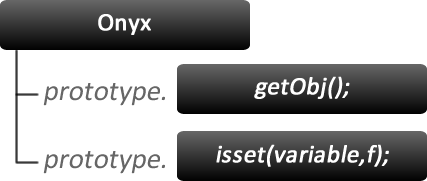 Onyx
prototype. getObj();
prototype. isset(variable,f);